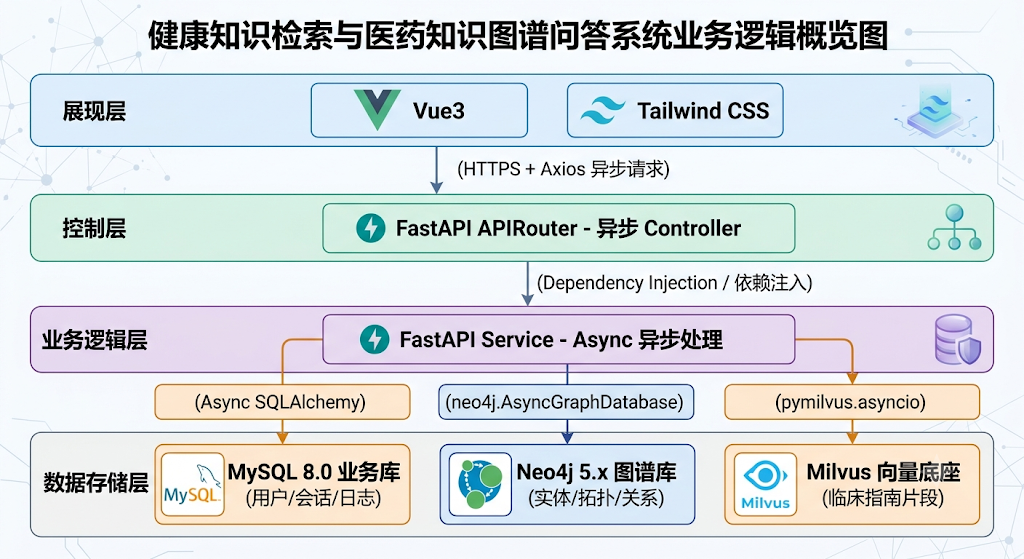 健康知识检索与医药知识图谱问答系统业务逻辑概览图
展现层
Vue3
Tailwind CSS
(HTTPS + Axios 异步请求)
控制层
FastAPI APIRouter - 异步 Controller
(Dependency Injection / 依赖注入)
业务逻辑层
FastAPI Service - Async 异步处理
(Async SQLAlchemy)
(neo4j.AsyncGraphDatabase)
(pymilvus.asyncio)
数据存储层
MySQL
MySQL 8.0 业务库
(用户/会话/日志)
Neo4j 5.x 图谱库
(实体/拓扑/关系)
Milvus
Milvus 向量底座
(临床指南片段)